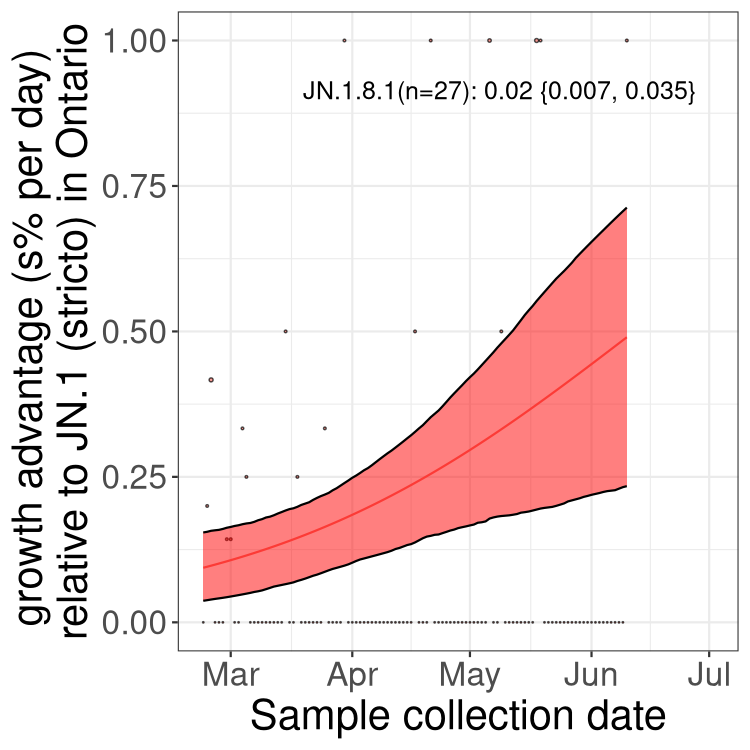 growth advantage (s% per day)
relative to JN.1 (stricto) in Ontario
1.00
0.75
0.50
0.25
0.00
JN.1.8.1(n=27): 0.02 {0.007, 0.035}
Mar Apr May Jun Jul
Sample collection date